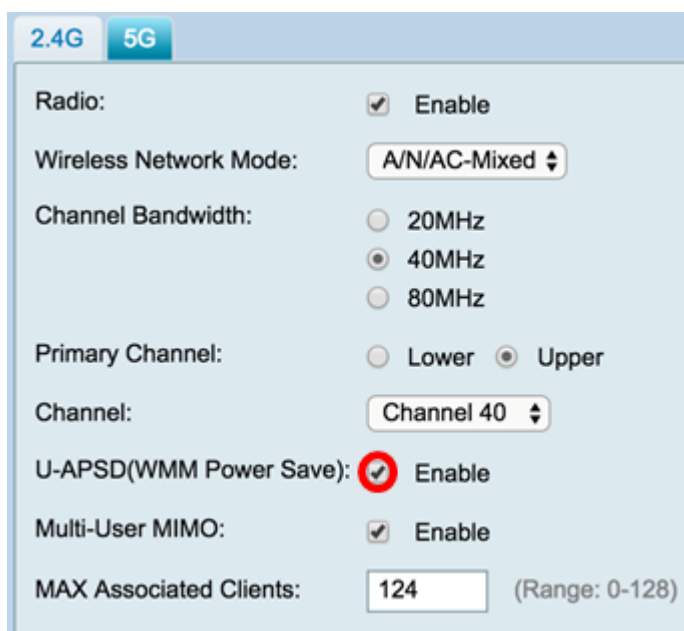 2.4G 5G
Radio: Enable
Wireless Network Mode: A/N/AC-Mixed
Channel Bandwidth: 20MHz
40MHz
80MHz
Primary Channel: Lower Upper
Channel: Channel 40
U-APSD(WMM Power Save): Enable
Multi-User MIMO: Enable
MAX Associated Clients: 124 (Range: 0-128)